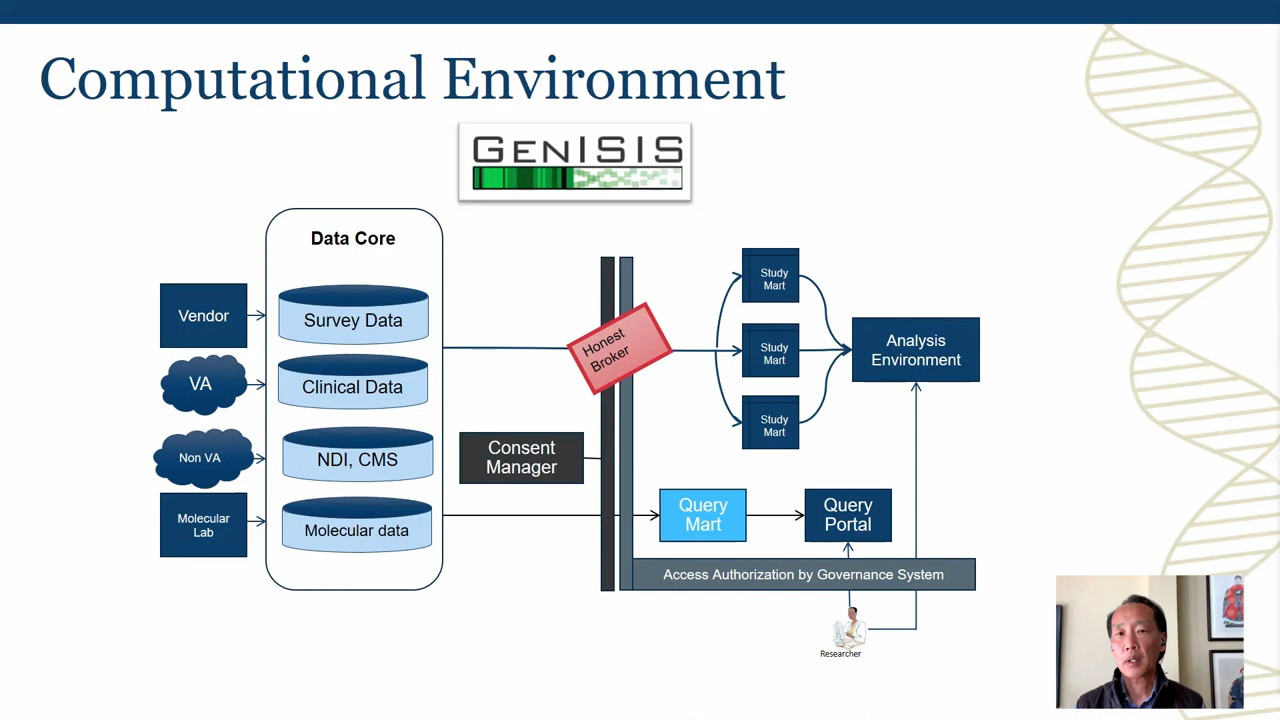 Computational Environment
GENISIS
Data Core
Vendor
Survey Data
VA
Clinical Data
Non VA
NDI, CMS
Molecular
Lab
Molecular data
Consent
Manager
Honest
Broker
Study
Mart
Study
Mart
Study
Mart
Analysis
Environment
Query
Mart
Query
Portal
Access Authorization by Governance System
Researcher